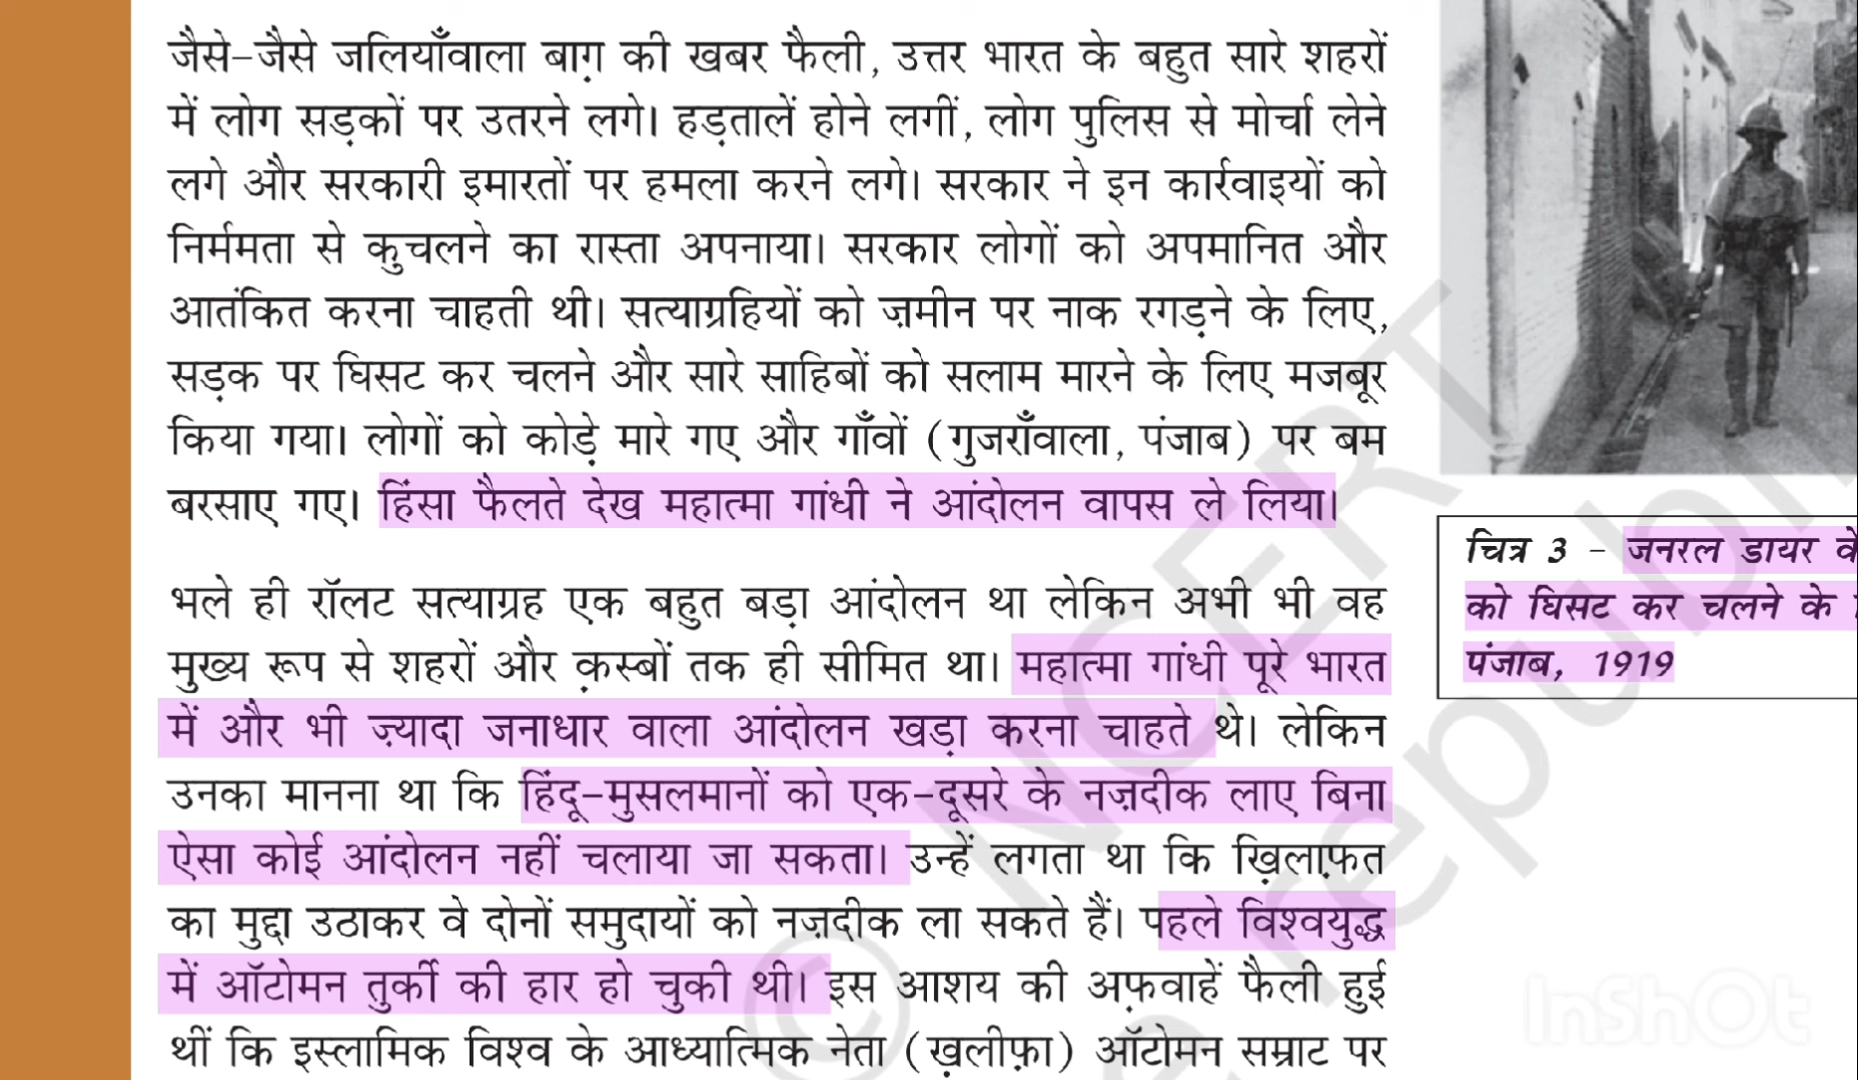 जैसे-जैसे जलियाँवाला बाग़ की खबर फैली, उत्तर भारत के बहुत सारे शहरों
में लोग सड़कों पर उतरने लगे। हड़तालें होने लगीं, लोग पुलिस से मोर्चा लेने
लगे और सरकारी इमारतों पर हमला करने लगे। सरकार ने इन कार्रवाइयों को
निर्ममता से कुचलने का रास्ता अपनाया। सरकार लोगों को अपमानित और
आतंकित करना चाहती थी। सत्याग्रहियों को ज़मीन पर नाक रगड़ने के लिए,
सड़क पर घिसट कर चलने और सारे साहिबों को सलाम मारने के लिए मजबूर
किया गया। लोगों को कोड़े मारे गए और गाँवों (गुजराँवाला, पंजाब) पर बम
बरसाए गए। हिंसा फैलते देख महात्मा गांधी ने आंदोलन वापस ले लिया।
भले ही रॉलट सत्याग्रह एक बहुत बड़ा आंदोलन था लेकिन अभी भी वह
मुख्य रूप से शहरों और क़स्बों तक ही सीमित था। महात्मा गांधी पूरे भारत
में और भी ज़्यादा जनाधार वाला आंदोलन खड़ा करना चाहते थे। लेकिन
उनका मानना था कि हिंदू-मुसलमानों को एक-दूसरे के नज़दीक लाए बिना
ऐसा कोई आंदोलन नहीं चलाया जा सकता। उन्हें लगता था कि ख़िलाफ़त
का मुद्दा उठाकर वे दोनों समुदायों को नज़दीक ला सकते हैं। पहले विश्वयुद्ध
में ऑटोमन तुर्की की हार हो चुकी थी। इस आशय की अफ़वाहें फैली हुई
थीं कि इस्लामिक विश्व के आध्यात्मिक नेता (ख़लीफ़ा) ऑटोमन सम्राट पर
चित्र 3 – जनरल डायर
को घिसट कर चलने के
पंजाब, 1919
© NCERT
republ
InShOt